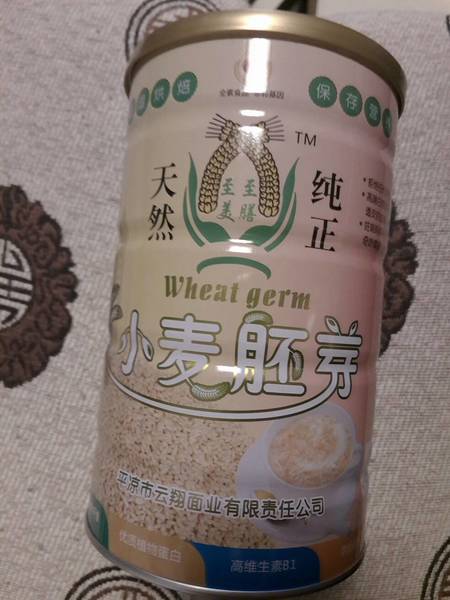 烘焙
保存营
TM
天然
纯正
至至
美膳
Wheat germ
小麦胚芽
平凉市云翔面业有限责任公司
优质植物蛋白
高维生素B1